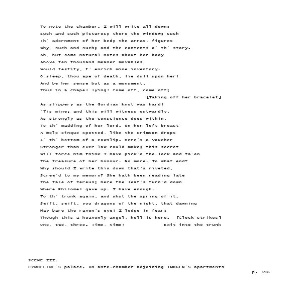 To note the chamber. I will write all down:
Such and such pictures; there the window; such
Th' adornment of her bed; the arras, figures-
Why, such and such; and the contents o' th' story.
Ah, but some natural notes about her body
Above ten thousand meaner movables
Would testify, t' enrich mine inventory.
O sleep, thou ape of death, lie dull upon her!
And be her sense but as a monument,
Thus in a chapel lying! Come off, come off;
[Taking off her bracelet]
As slippery as the Gordian knot was hard!
'Tis mine; and this will witness outwardly,
As strongly as the conscience does within,
To th' madding of her lord. On her left breast
A mole cinque-spotted, like the crimson drops
I' th' bottom of a cowslip. Here's a voucher
Stronger than ever law could make; this secret
Will force him think I have pick'd the lock and ta'en
The treasure of her honour. No more. To what end?
Why should I write this down that's riveted,
Screw'd to my memory? She hath been reading late
The tale of Tereus; here the leaf's turn'd down
Where Philomel gave up. I have enough.
To th' trunk again, and shut the spring of it.
Swift, swift, you dragons of the night, that dawning
May bare the raven's eye! I lodge in fear;
Though this a heavenly angel, hell is here. [Clock strikes]
One, two, three. Time, time! Exit into the trunk
SCENE III.
CYMBELINE'S palace. An ante-chamber adjoining IMOGEN'S apartments